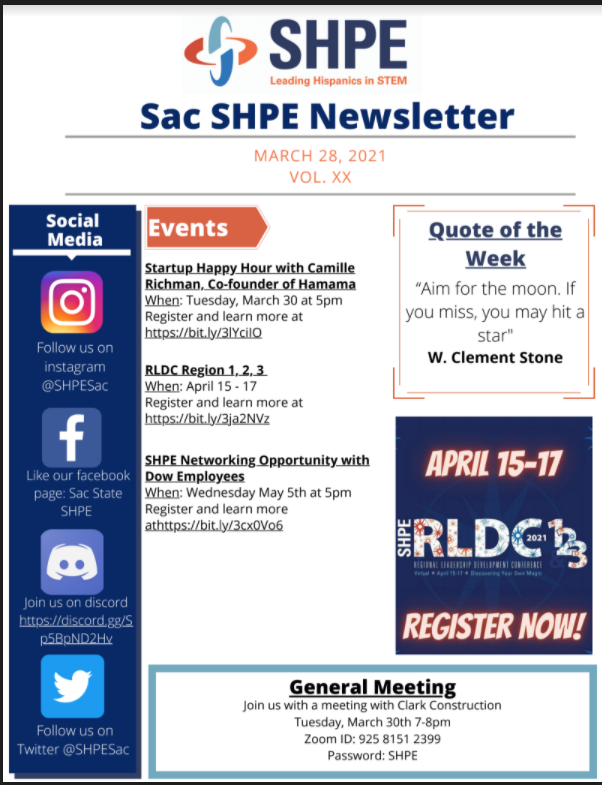 SHPE
Leading Hispanics in STEM
Sac SHPE Newsletter
MARCH 28, 2021
VOL. XX
Social
Media
Follow us on
instagram
@SHPESac
Like our facebook
page: Sac State
SHPE
Join us on discord
https://discord.gg/S
p5BpND2Hv
Follow us on
Twitter @SHPESac
Events
Startup Happy Hour with Camille
Richman, Co-founder of Hamama
When: Tuesday, March 30 at 5pm
Register and learn more at
https://bit.ly/3lYciIO
RLDC Region 1, 2, 3
When: April 15 - 17
Register and learn more at
https://bit.ly/3ja2NVz
SHPE Networking Opportunity with
Dow Employees
When: Wednesday May 5th at 5pm
Register and learn more
athttps://bit.ly/3cx0Vo6
Quote of the
Week
“Aim for the moon. If
you miss, you may hit a
star"
W. Clement Stone
APRIL 15-17
SHPE RLDC 2021 1, 2 & 3
REGIONAL LEADERSHIP DEVELOPMENT CONFERENCE
Virtual • April 15-17 • Discovering Your Own Magic
REGISTER NOW!
General Meeting
Join us with a meeting with Clark Construction
Tuesday, March 30th 7-8pm
Zoom ID: 925 8151 2399
Password: SHPE